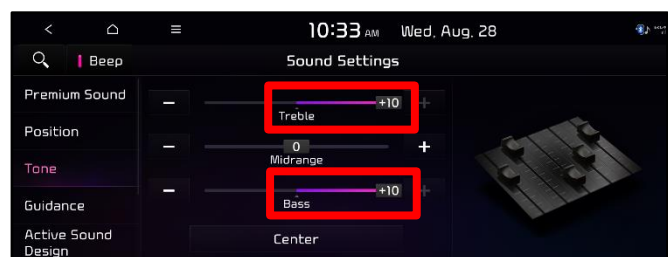 10:33 AM Wed, Aug. 28
Beep
Sound Settings
Premium Sound
Position
Tone
Guidance
Active Sound
Design
- +10 +
Treble
- 0 +
Midrange
- +10 +
Bass
Center